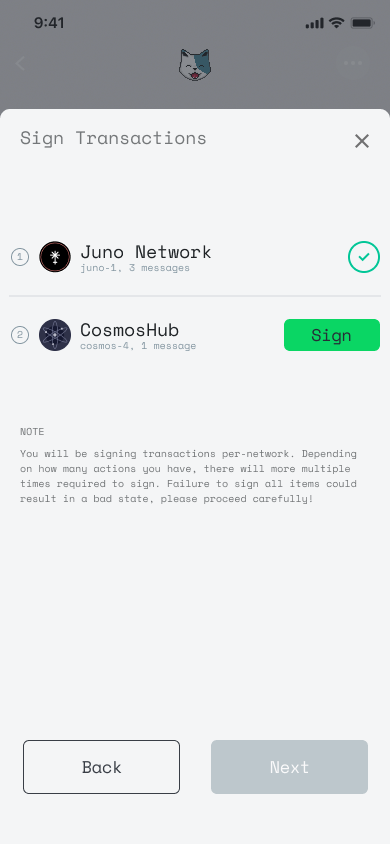 9:41
Sign Transactions
1
Juno Network
juno-1, 3 messages
2
CosmosHub
cosmos-4, 1 message
Sign
NOTE
You will be signing transactions per-network. Depending
on how many actions you have, there will more multiple
times required to sign. Failure to sign all items could
result in a bad state, please proceed carefully!
Back
Next